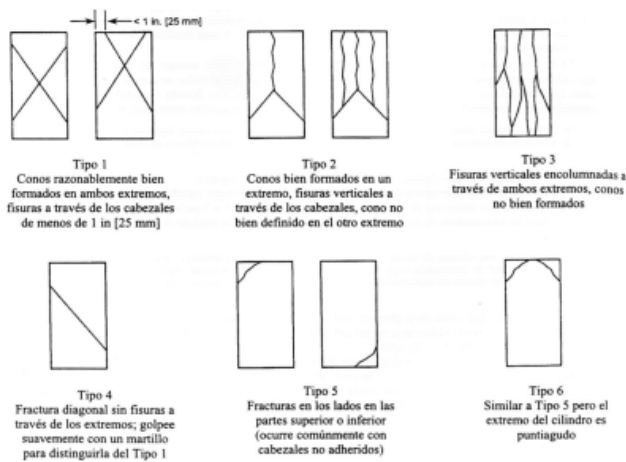 < 1 in. [25 mm]
Tipo 1
Conos razonablemente bien
formados en ambos extremos,
fisuras a través de los cabezales
de menos de 1 in [25 mm]
Tipo 2
Conos bien formados en un
extremo, fisuras verticales a
través de los cabezales, cono no
bien definido en el otro extremo
Tipo 3
Fisuras verticales encolumnadas a
través de ambos extremos, conos
no bien formados
Tipo 4
Fractura diagonal sin fisuras a
través de los extremos; golpee
suavemente con un martillo
para distinguirla del Tipo 1
Tipo 5
Fracturas en los lados en las
partes superior o inferior
(ocurre comúnmente con
cabezales no adheridos)
Tipo 6
Similar a Tipo 5 pero el
extremo del cilindro es
puntiagudo